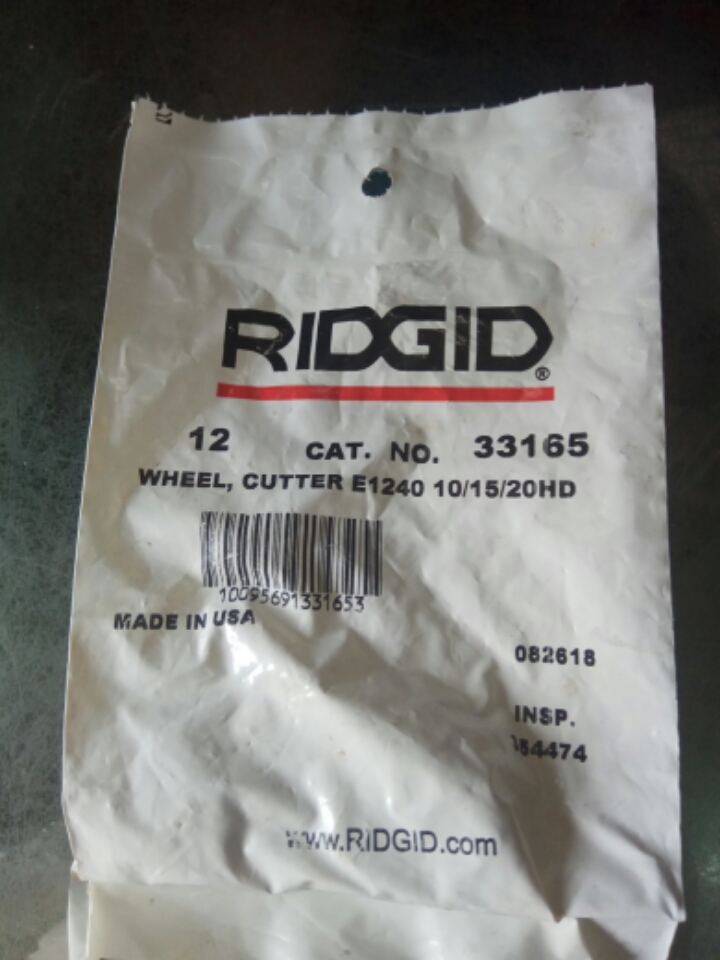 RIDGID®
12 CAT. NO. 33165
WHEEL, CUTTER E1240 10/15/20HD
10095691331653
MADE IN USA
082618
INSP.
www.RIDGID.com